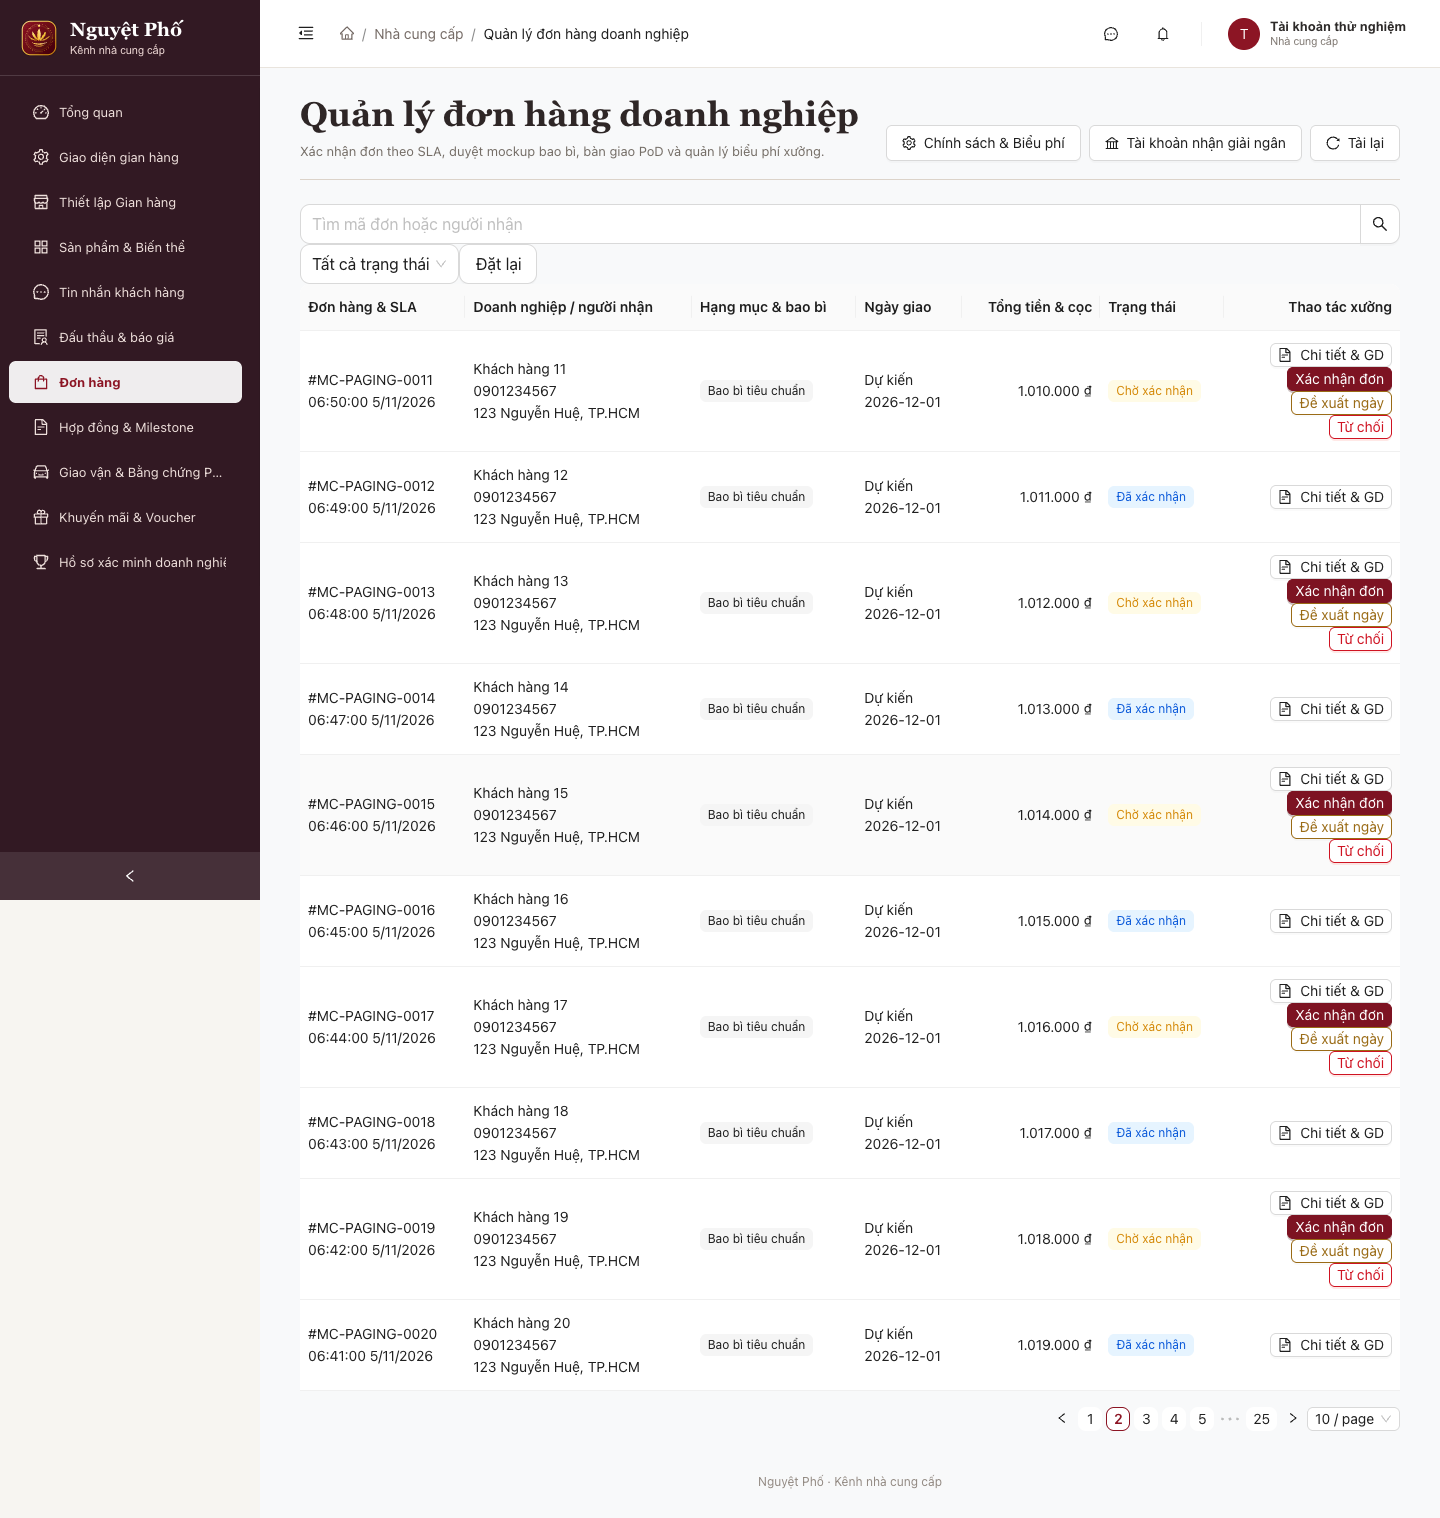 Nguyệt Phố
Kênh nhà cung cấp
Tổng quan
Giao diện gian hàng
Thiết lập Gian hàng
Sản phẩm & Biến thể
Tin nhắn khách hàng
Đấu thầu & báo giá
Đơn hàng
Hợp đồng & Milestone
Giao vận & Bằng chứng P...
Khuyến mãi & Voucher
Hồ sơ xác minh doanh nghiệ
/ Nhà cung cấp / Quản lý đơn hàng doanh nghiệp
T
Tài khoản thử nghiệm
Nhà cung cấp
Quản lý đơn hàng doanh nghiệp
Xác nhận đơn theo SLA, duyệt mockup bao bì, bàn giao PoD và quản lý biểu phí xưởng.
Chính sách & Biểu phí
Tài khoản nhận giải ngân
Tải lại
Tìm mã đơn hoặc người nhận
Tất cả trạng thái
Đặt lại
Đơn hàng & SLA
Doanh nghiệp / người nhận
Hạng mục & bao bì
Ngày giao
Tổng tiền & cọc
Trạng thái
Thao tác xưởng
#MC-PAGING-0011
06:50:00 5/11/2026
Khách hàng 11
0901234567
123 Nguyễn Huệ, TP.HCM
Bao bì tiêu chuẩn
Dự kiến
2026-12-01
1.010.000 ₫
Chờ xác nhận
Chi tiết & GD
Xác nhận đơn
Đề xuất ngày
Từ chối
#MC-PAGING-0012
06:49:00 5/11/2026
Khách hàng 12
0901234567
123 Nguyễn Huệ, TP.HCM
Bao bì tiêu chuẩn
Dự kiến
2026-12-01
1.011.000 ₫
Đã xác nhận
Chi tiết & GD
#MC-PAGING-0013
06:48:00 5/11/2026
Khách hàng 13
0901234567
123 Nguyễn Huệ, TP.HCM
Bao bì tiêu chuẩn
Dự kiến
2026-12-01
1.012.000 ₫
Chờ xác nhận
Chi tiết & GD
Xác nhận đơn
Đề xuất ngày
Từ chối
#MC-PAGING-0014
06:47:00 5/11/2026
Khách hàng 14
0901234567
123 Nguyễn Huệ, TP.HCM
Bao bì tiêu chuẩn
Dự kiến
2026-12-01
1.013.000 ₫
Đã xác nhận
Chi tiết & GD
#MC-PAGING-0015
06:46:00 5/11/2026
Khách hàng 15
0901234567
123 Nguyễn Huệ, TP.HCM
Bao bì tiêu chuẩn
Dự kiến
2026-12-01
1.014.000 ₫
Chờ xác nhận
Chi tiết & GD
Xác nhận đơn
Đề xuất ngày
Từ chối
#MC-PAGING-0016
06:45:00 5/11/2026
Khách hàng 16
0901234567
123 Nguyễn Huệ, TP.HCM
Bao bì tiêu chuẩn
Dự kiến
2026-12-01
1.015.000 ₫
Đã xác nhận
Chi tiết & GD
#MC-PAGING-0017
06:44:00 5/11/2026
Khách hàng 17
0901234567
123 Nguyễn Huệ, TP.HCM
Bao bì tiêu chuẩn
Dự kiến
2026-12-01
1.016.000 ₫
Chờ xác nhận
Chi tiết & GD
Xác nhận đơn
Đề xuất ngày
Từ chối
#MC-PAGING-0018
06:43:00 5/11/2026
Khách hàng 18
0901234567
123 Nguyễn Huệ, TP.HCM
Bao bì tiêu chuẩn
Dự kiến
2026-12-01
1.017.000 ₫
Đã xác nhận
Chi tiết & GD
#MC-PAGING-0019
06:42:00 5/11/2026
Khách hàng 19
0901234567
123 Nguyễn Huệ, TP.HCM
Bao bì tiêu chuẩn
Dự kiến
2026-12-01
1.018.000 ₫
Chờ xác nhận
Chi tiết & GD
Xác nhận đơn
Đề xuất ngày
Từ chối
#MC-PAGING-0020
06:41:00 5/11/2026
Khách hàng 20
0901234567
123 Nguyễn Huệ, TP.HCM
Bao bì tiêu chuẩn
Dự kiến
2026-12-01
1.019.000 ₫
Đã xác nhận
Chi tiết & GD
1 2 3 4 5 ••• 25 10 / page
Nguyệt Phố · Kênh nhà cung cấp